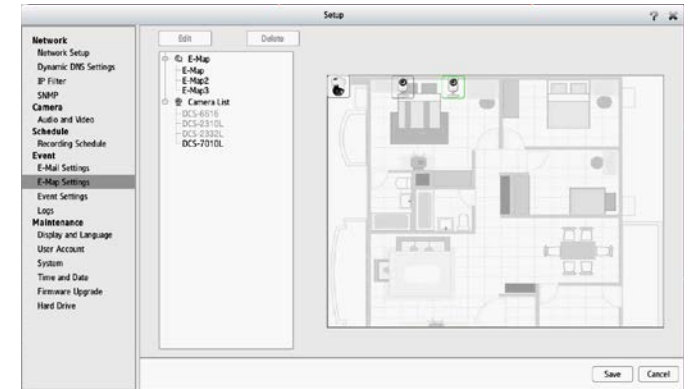 Setup
? ✕
Network
Network Setup
Dynamic DNS Settings
IP Filter
SNMP
Camera
Audio and Video
Schedule
Recording Schedule
Event
E-Mail Settings
E-Map Settings
Event Settings
Logs
Maintenance
Display and Language
User Account
System
Time and Date
Firmware Upgrade
Hard Drive
Edit
Delete
E-Map
E-Map
E-Map2
E-Map3
Camera List
DCS-6616
DCS-2310L
DCS-2332L
DCS-7010L
Save
Cancel